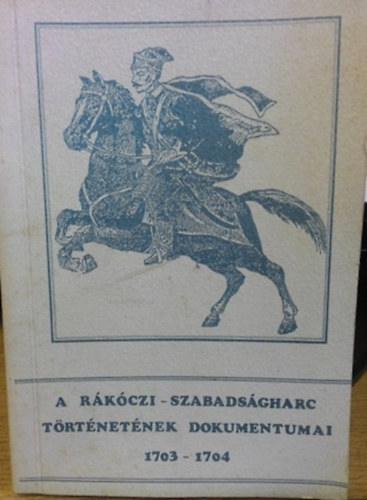 A RÁKÓCZI - SZABADSÁGHARC
TÖRTÉNETÉNEK DOKUMENTUMAI
1703 - 1704